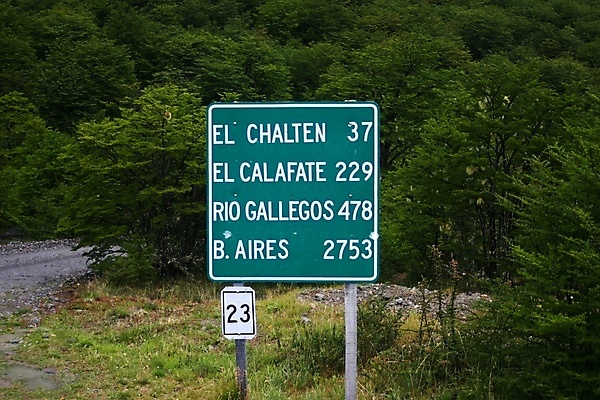 EL CHALTEN 37
EL CALAFATE 229
RIO GALLEGOS 478
B. AIRES 2753
23